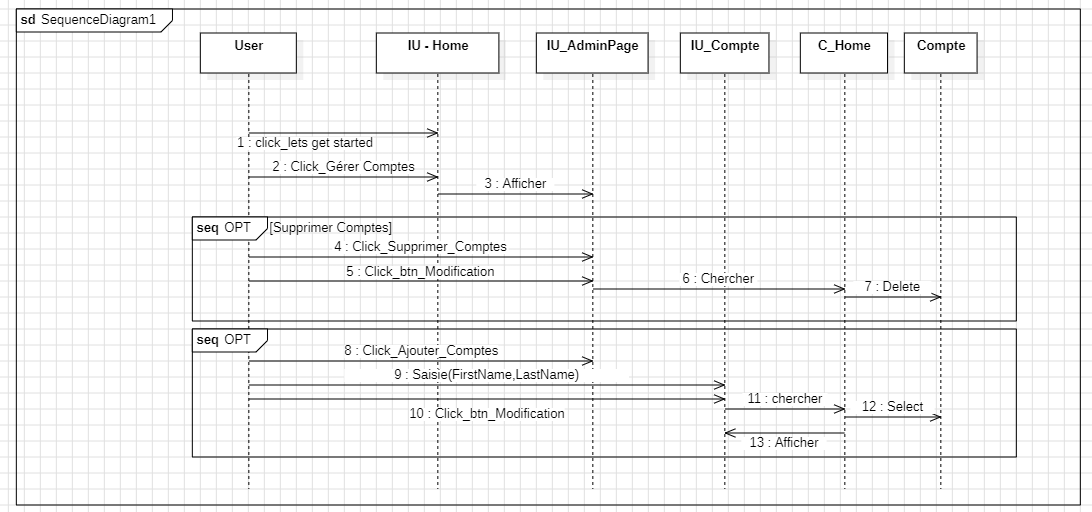 sd SequenceDiagram1
User
IU - Home
IU_AdminPage
IU_Compte
C_Home
Compte
1 : click_lets get started
2 : Click_Gérer Comptes
3 : Afficher
seq OPT
[Supprimer Comptes]
4 : Click_Supprimer_Comptes
5 : Click_btn_Modification
6 : Chercher
7 : Delete
seq OPT
8 : Click_Ajouter_Comptes
9 : Saisie(FirstName,LastName)
10 : Click_btn_Modification
11 : chercher
12 : Select
13 : Afficher